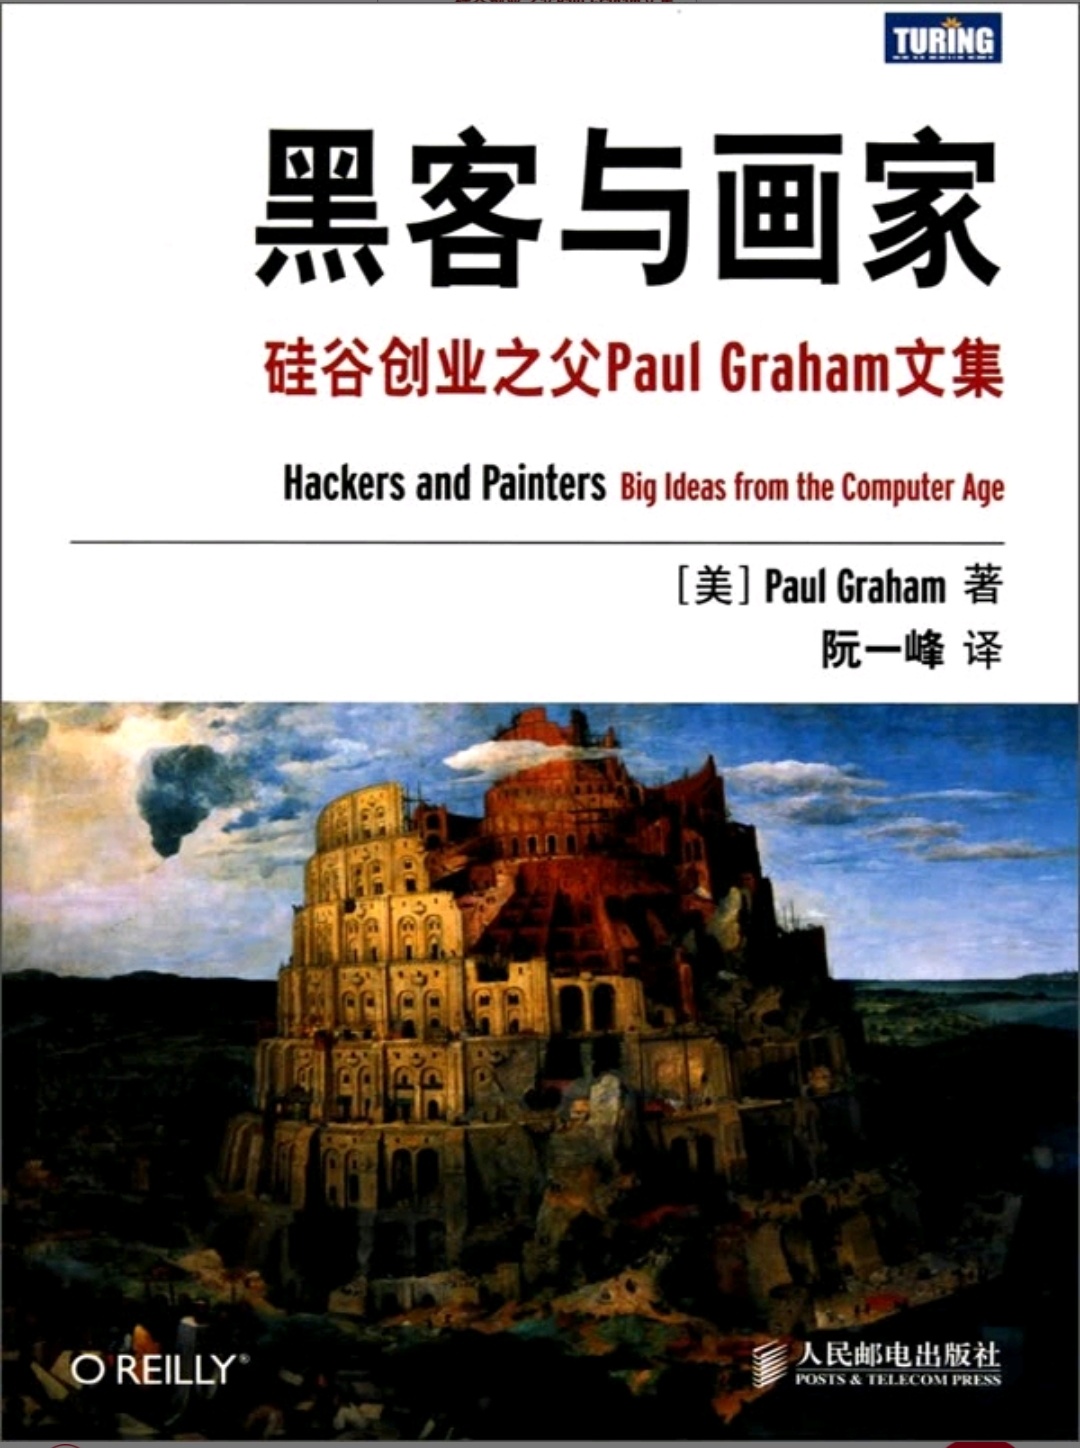 TURING
黑客与画家
硅谷创业之父Paul Graham文集
Hackers and Painters Big Ideas from the Computer Age
[美] Paul Graham 著
阮一峰 译
O REILLY®
人民邮电出版社
POSTS & TELECOM PRESS